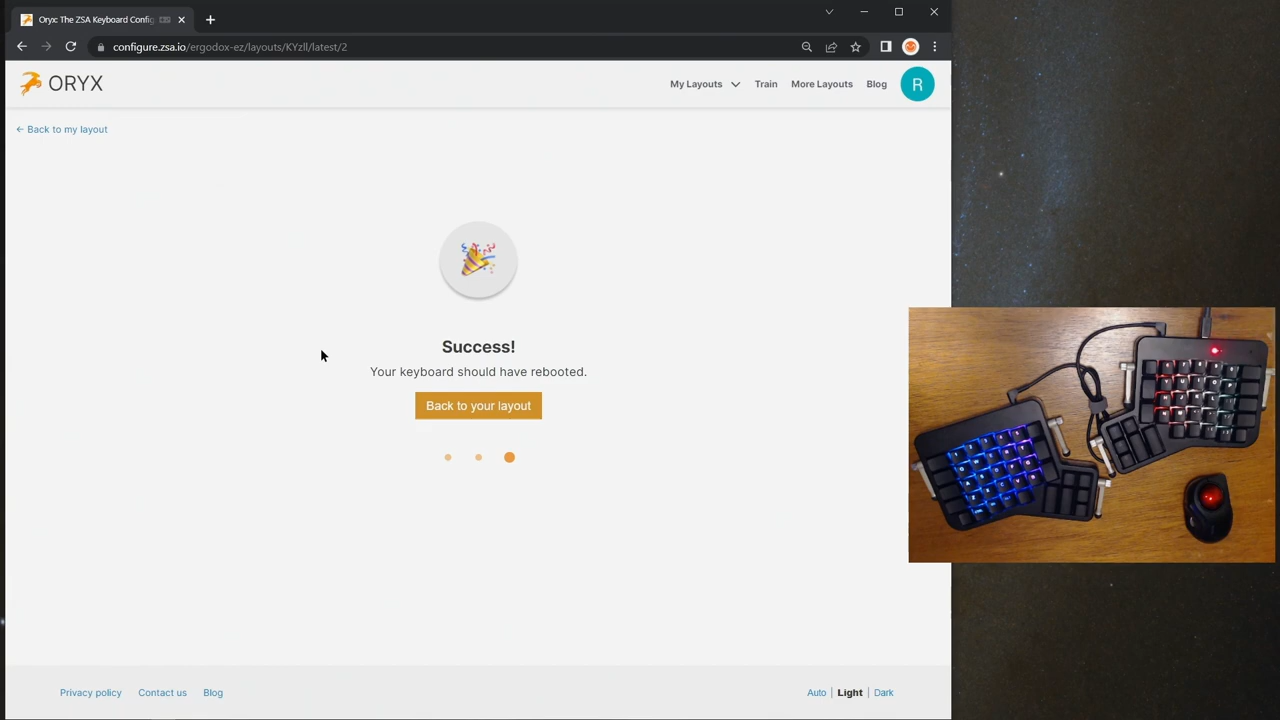 Oryx: The ZSA Keyboard Config
configure.zsa.io/ergodox-ez/layouts/KYzll/latest/2
ORYX
My Layouts
Train
More Layouts
Blog
R
← Back to my layout
Success!
Your keyboard should have rebooted.
Back to your layout
Privacy policy
Contact us
Blog
Auto | Light | Dark